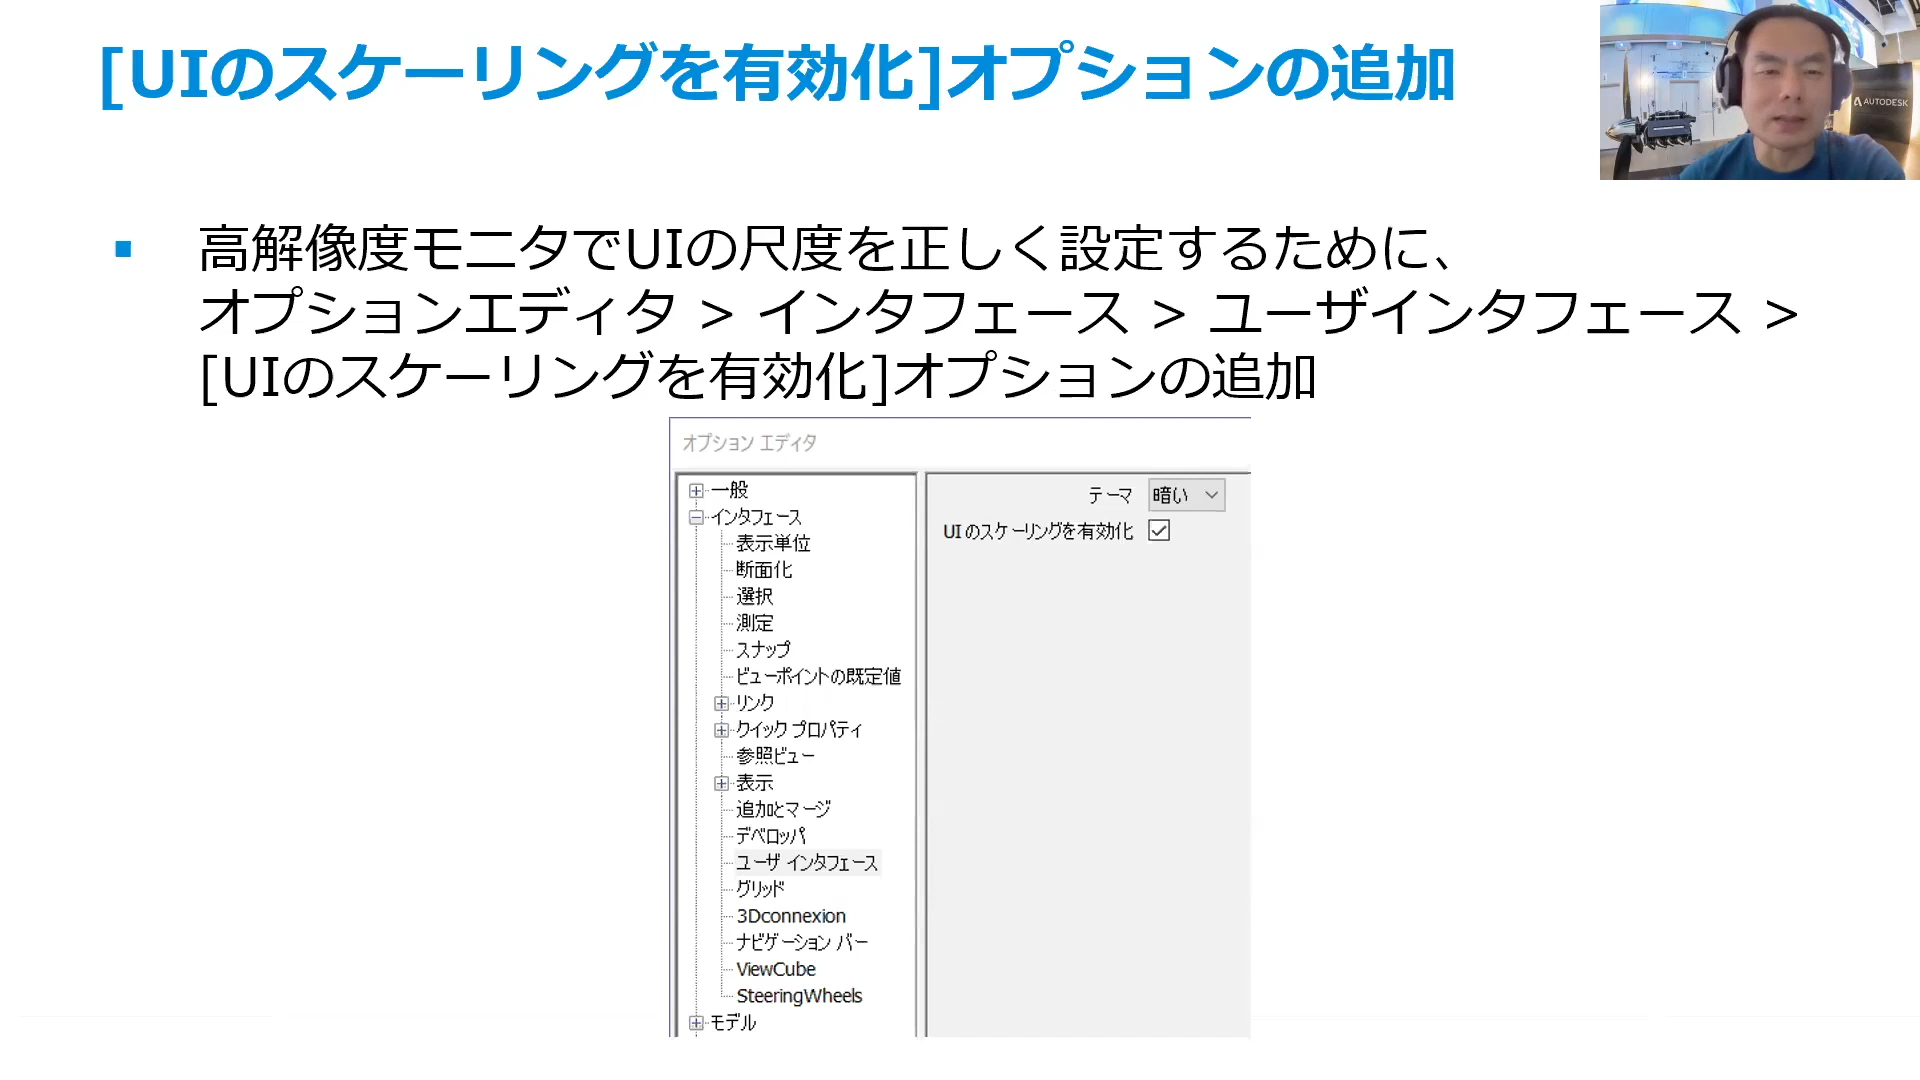 [UIのスケーリングを有効化]オプションの追加
AUTODESK
▪ 高解像度モニタでUIの尺度を正しく設定するために、
オプションエディタ > インタフェース > ユーザインタフェース >
[UIのスケーリングを有効化]オプションの追加
オプション エディタ
一般
インタフェース
表示単位
断面化
選択
測定
スナップ
ビューポイントの既定値
リンク
クイック プロパティ
参照ビュー
表示
追加とマージ
デベロッパ
ユーザ インタフェース
グリッド
3Dconnexion
ナビゲーション バー
ViewCube
SteeringWheels
モデル
テーマ 暗い
UI のスケーリングを有効化